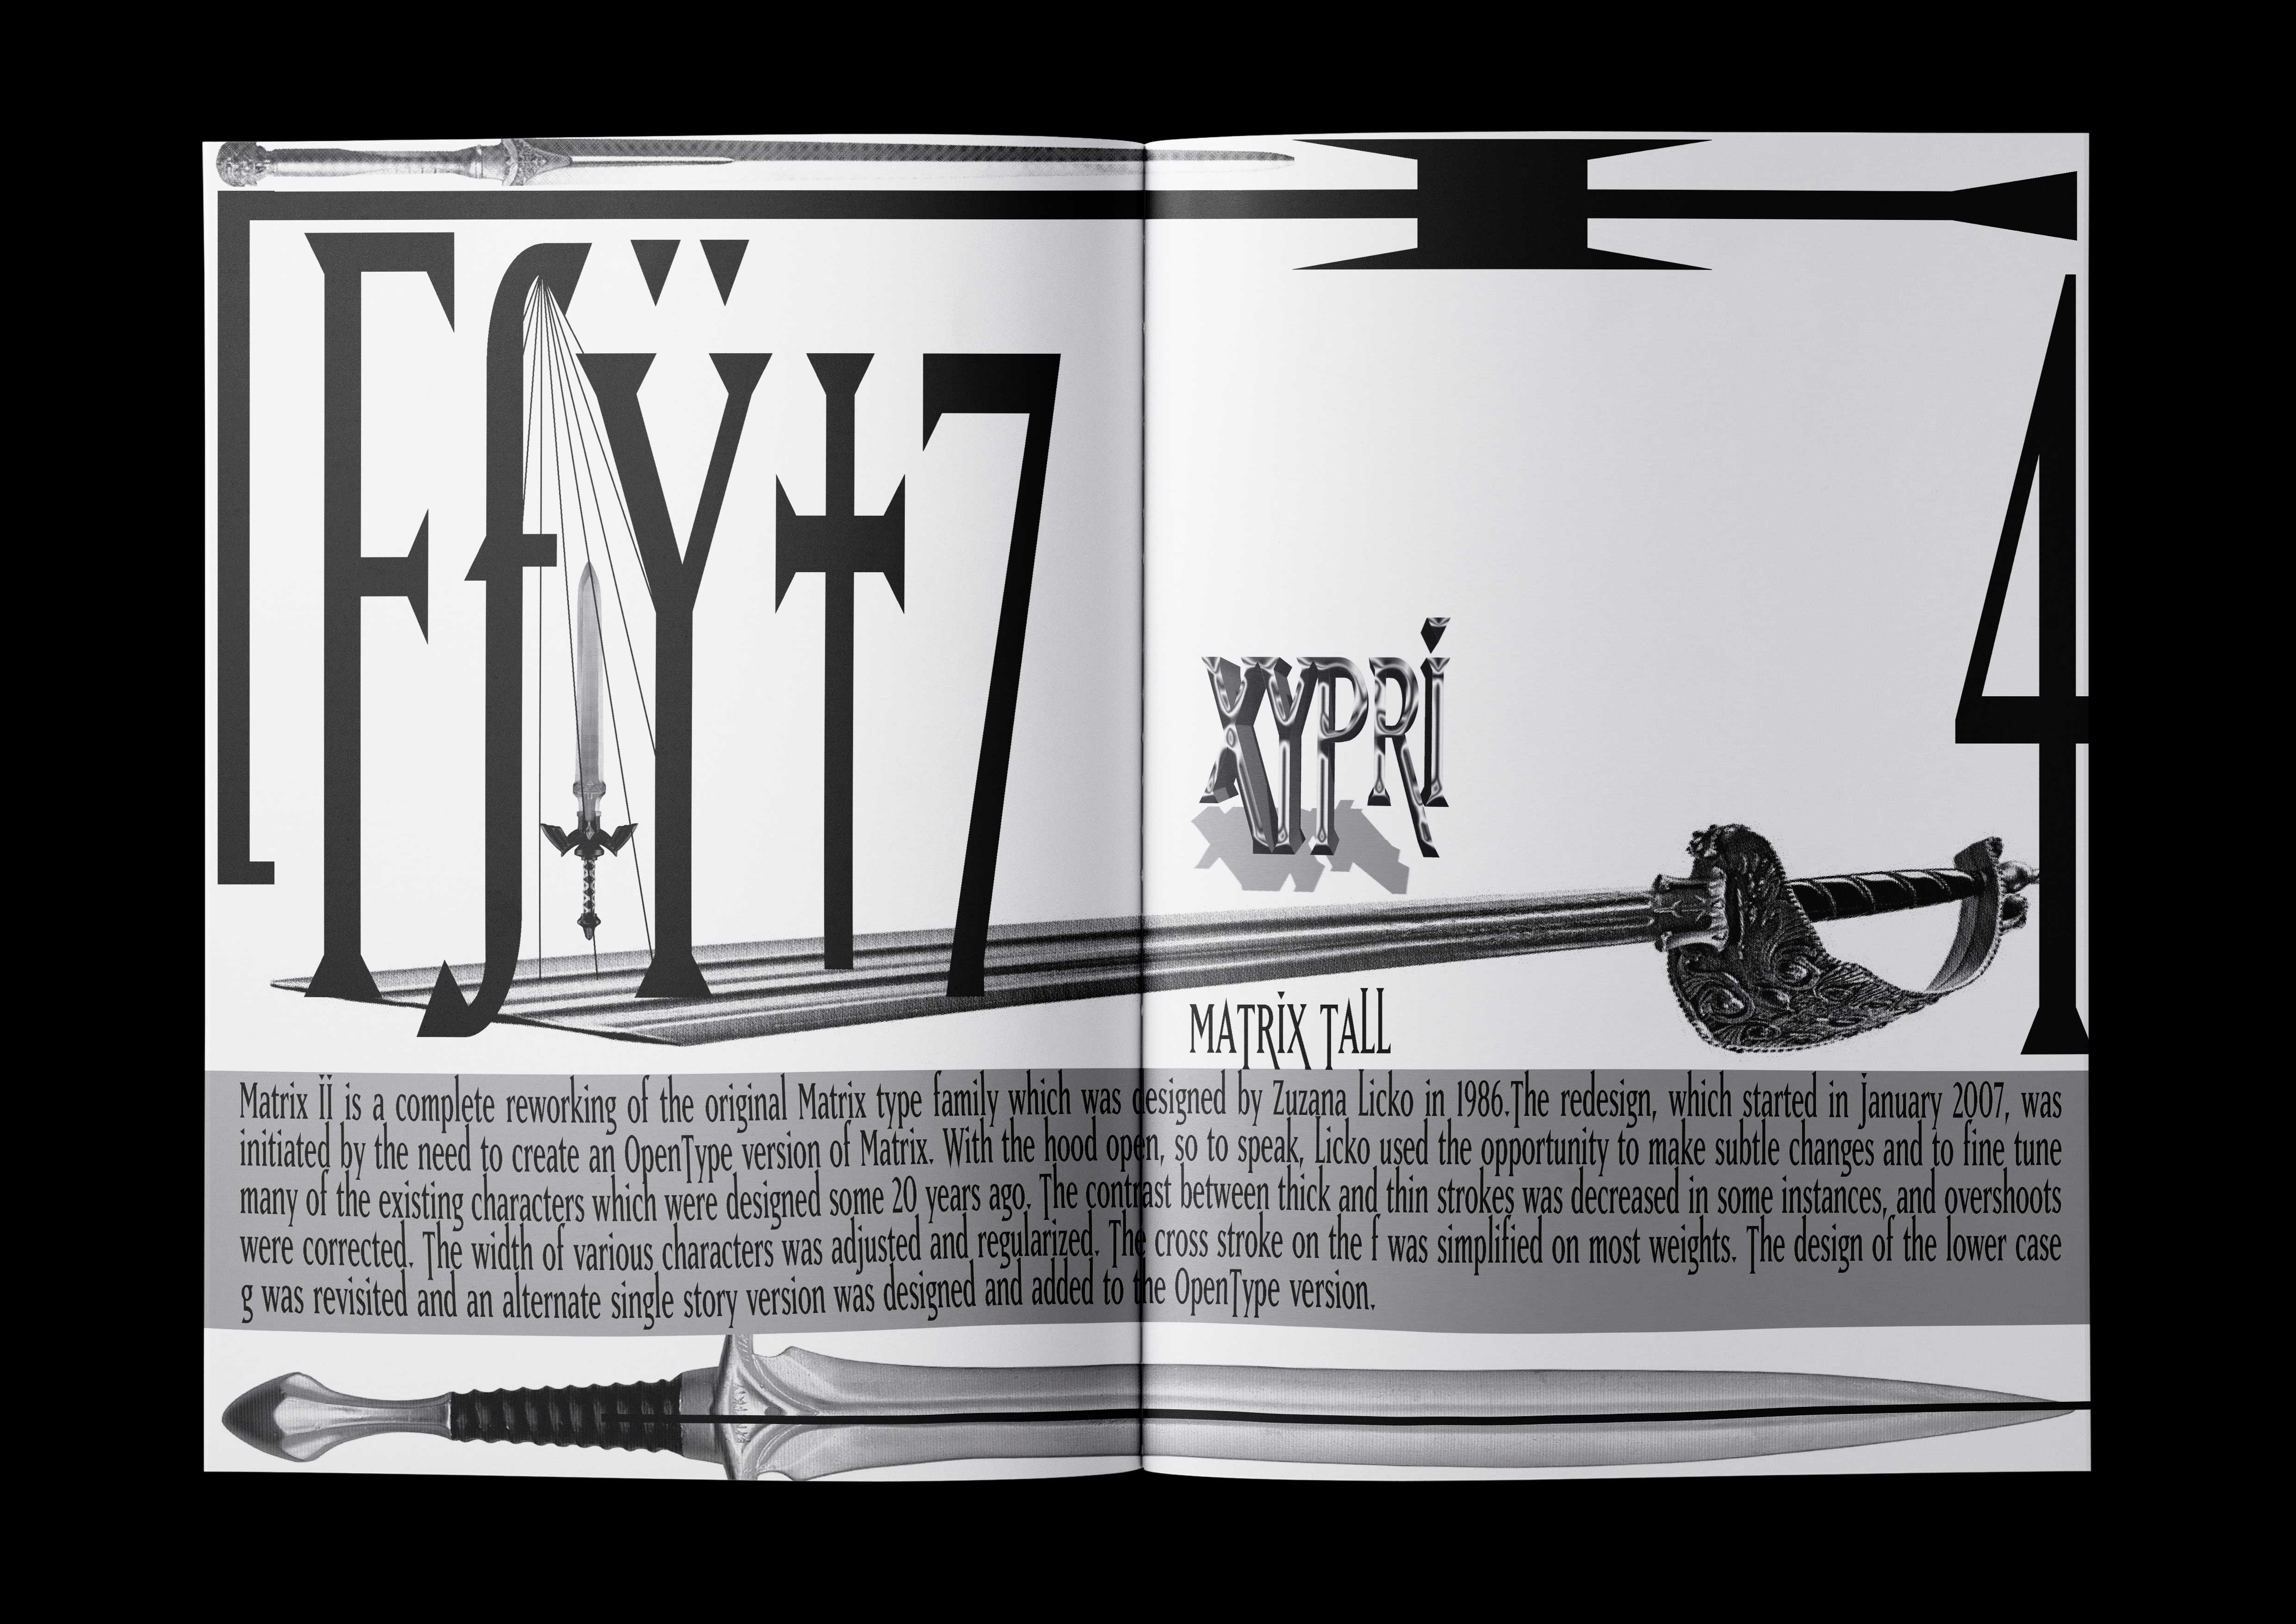 [EfŸ†7
4
XYPRÍ
MATRIX TALL
Matrix II is a complete reworking of the original Matrix type family which was designed by Zuzana Licko in 1986.The redesign, which started in January 2007, was
initiated by the need to create an OpenType version of Matrix. With the hood open, so to speak, Licko used the opportunity to make subtle changes and to fine tune
many of the existing characters which were designed some 20 years ago. The contrast between thick and thin strokes was decreased in some instances, and overshoots
were corrected. The width of various characters was adjusted and regularized. The cross stroke on the f was simplified on most weights. The design of the lower case
g was revisited and an alternate single story version was designed and added to the OpenType version.